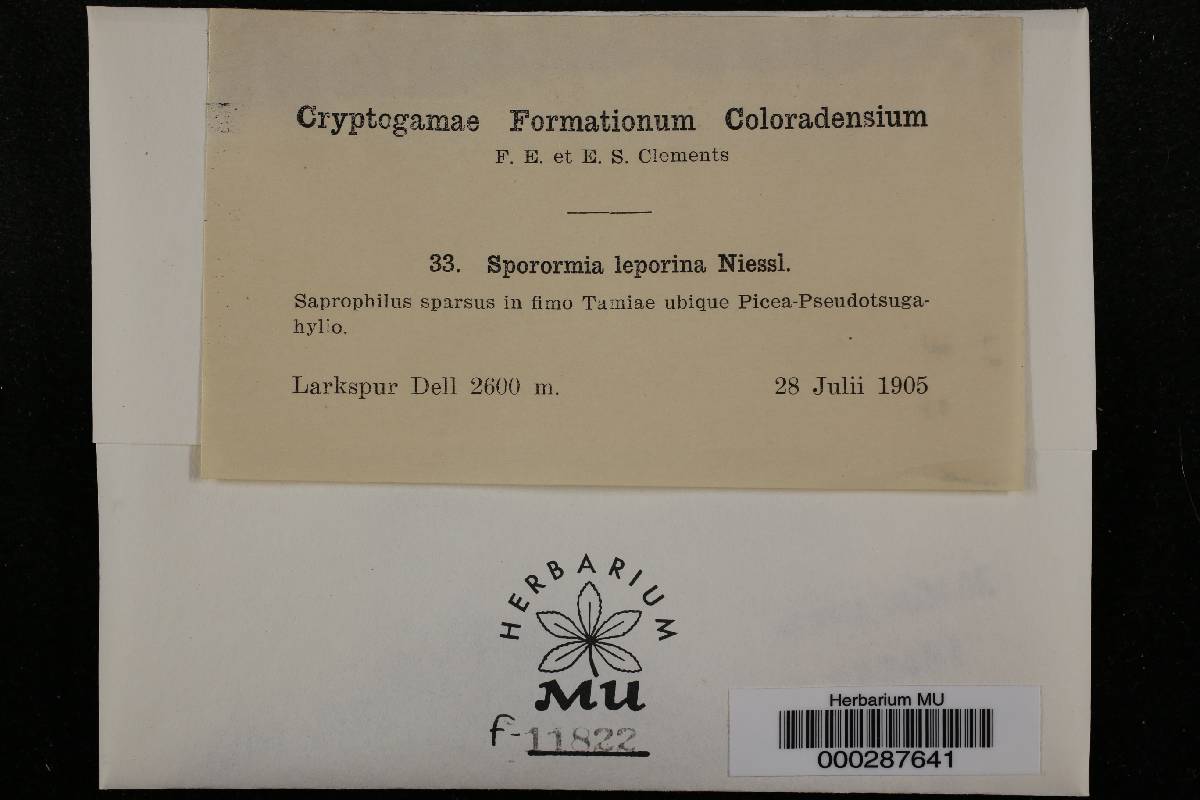 Cryptogamae Formationum Coloradensium
F. E. et E. S. Clements
33. Sporormia leporina Niessl.
Saprophilus sparsus in fimo Tamiae ubique Picea-Pseudotsuga-
hylio.
Larkspur Dell 2600 m. 28 Julii 1905
HERBARIUM
MU
f-11822
Herbarium MU
000287641